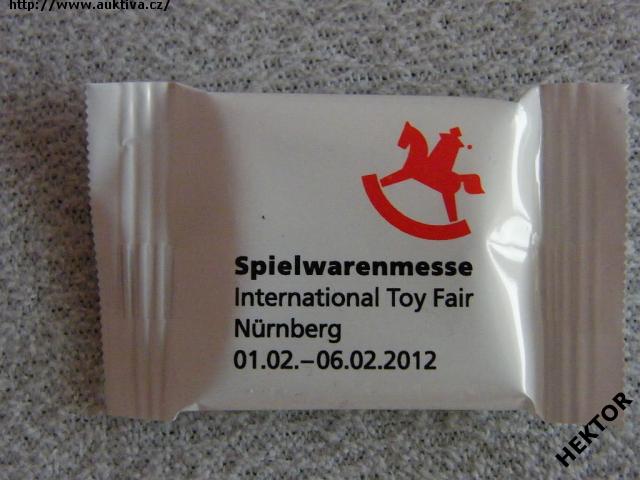 http://www.auktiva.cz/
Spielwarenmesse
International Toy Fair
Nürnberg
01.02.–06.02.2012
HEKTOR